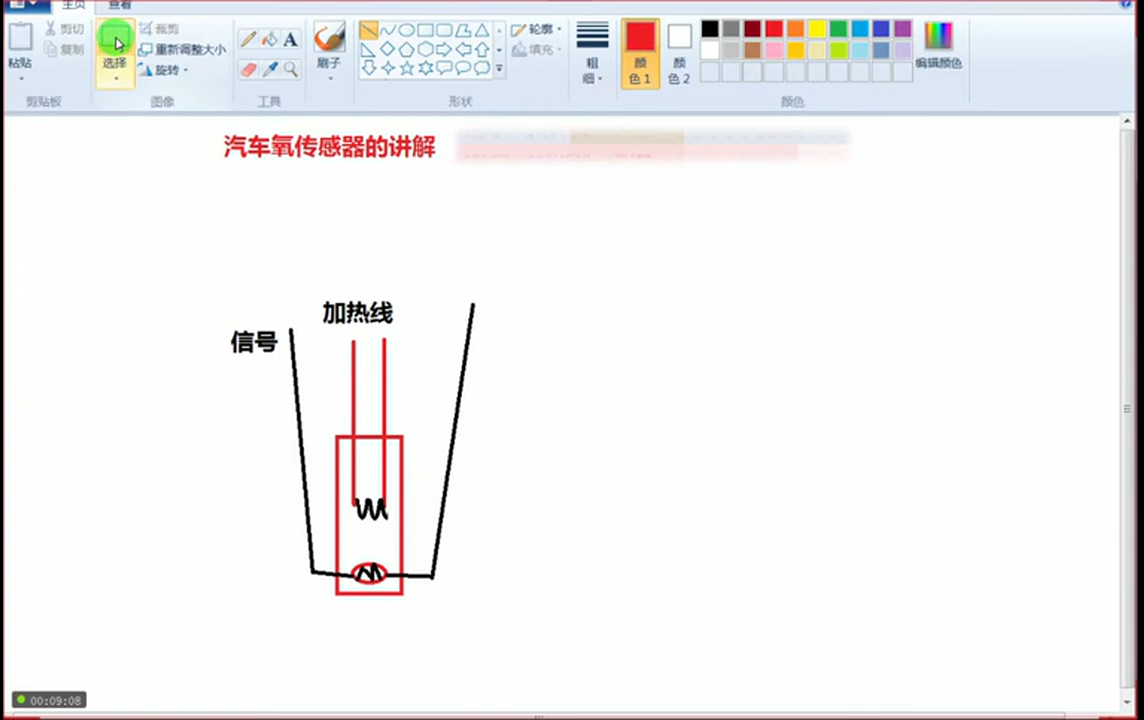 主页 查看
剪切
裁剪
轮廓
重新调整大小
复制
填充
粘贴
选择
旋转
刷子
粗细
颜色 1
颜色 2
编辑颜色
剪贴板
图像
工具
形状
颜色
汽车氧传感器的讲解
加热线
信号
00:09:08